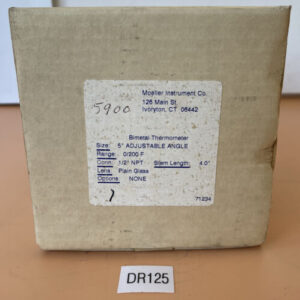 Moeller Instrument Co.
126 Main St.
Ivoryton, CT 06442
5900
Bimetal Thermometer
Size: 5" ADJUSTABLE ANGLE
Range: 0/200 F
Conn: 1/2" NPT Stem Length: 4.0"
Lens: Plain Glass
Options: NONE
1
71234
DR125